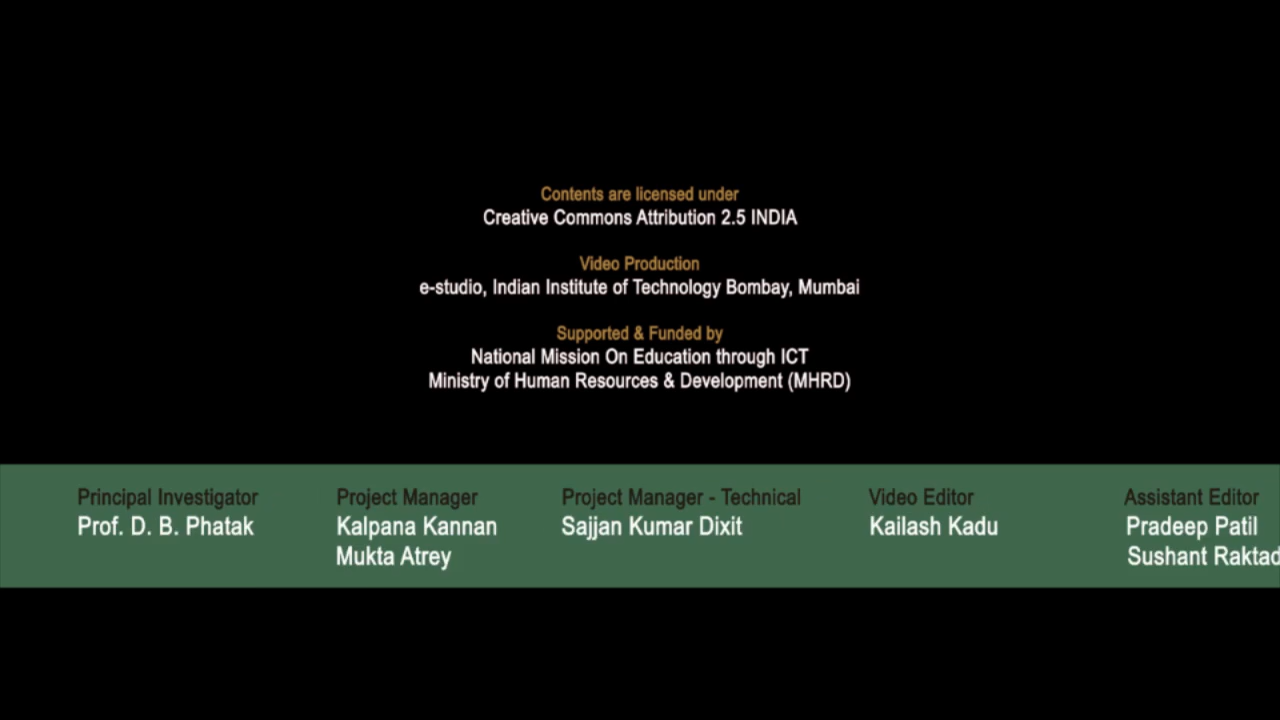 Contents are licensed under
Creative Commons Attribution 2.5 INDIA
Video Production
e-studio, Indian Institute of Technology Bombay, Mumbai
Supported & Funded by
National Mission On Education through ICT
Ministry of Human Resources & Development (MHRD)
Principal Investigator
Prof. D. B. Phatak
Project Manager
Kalpana Kannan
Mukta Atrey
Project Manager - Technical
Sajjan Kumar Dixit
Video Editor
Kailash Kadu
Assistant Editor
Pradeep Patil
Sushant